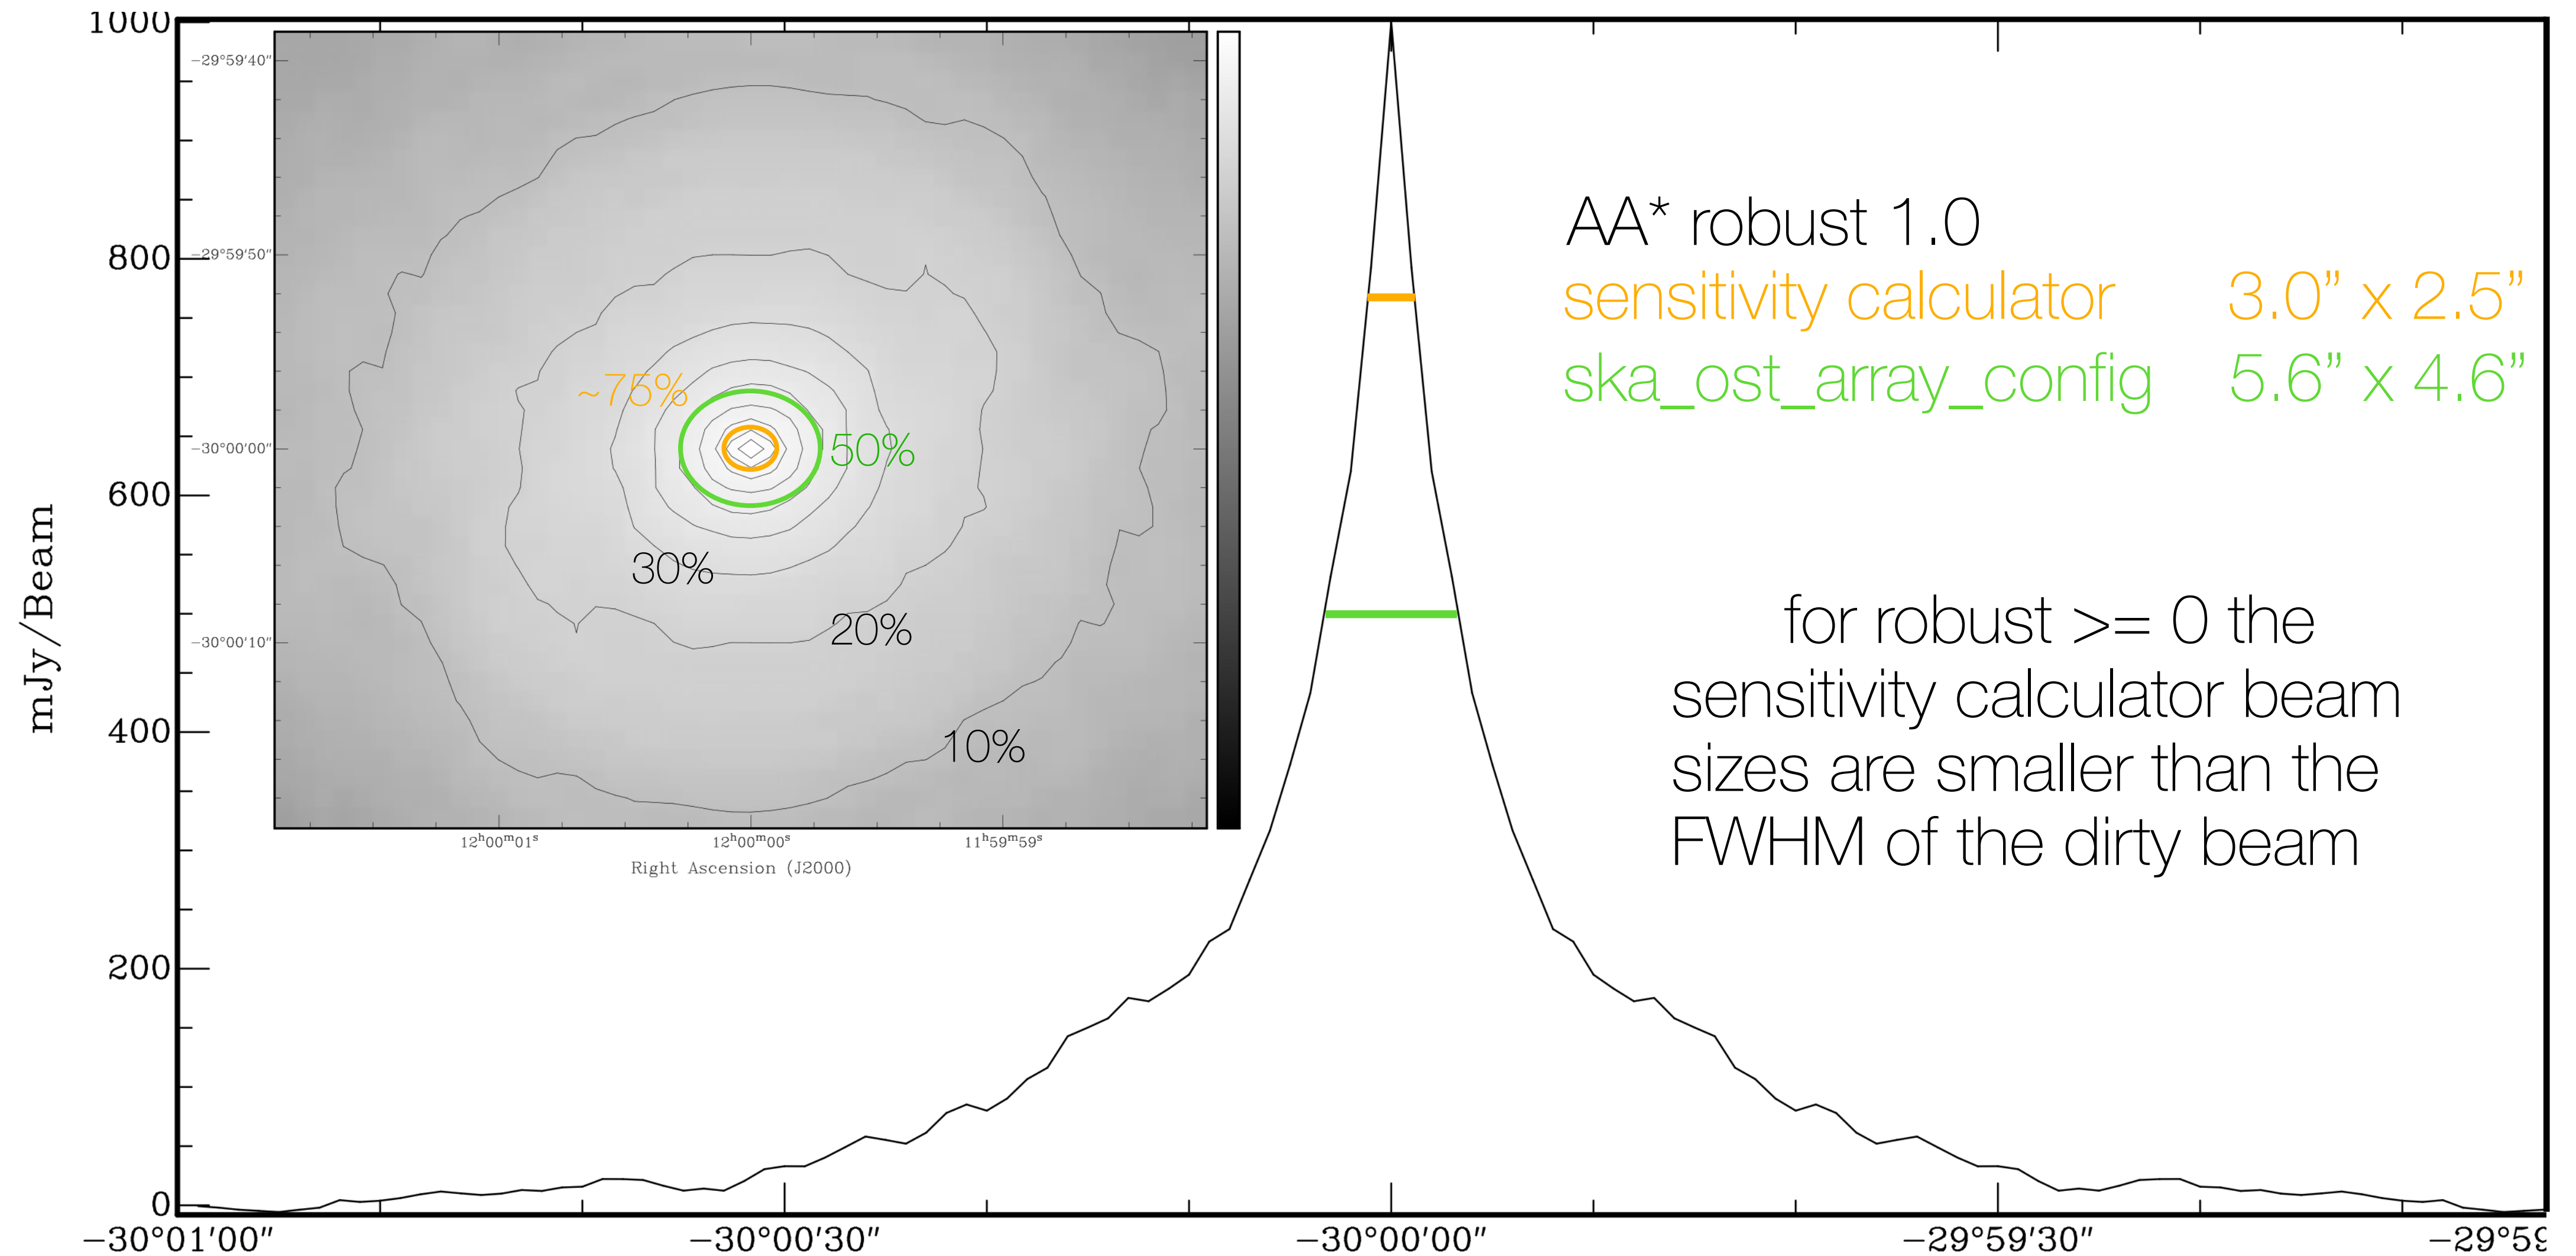 1000
800
600
400
200
0
mJy/Beam
−30°01′00″
−30°00′30″
−30°00′00″
−29°59′30″
−29°59
−29°59′40″
−29°59′50″
−30°00′00″
−30°00′10″
12ʰ00ᵐ01ˢ
12ʰ00ᵐ00ˢ
11ʰ59ᵐ59ˢ
Right Ascension (J2000)
~75%
50%
30%
20%
10%
AA* robust 1.0
sensitivity calculator 3.0” x 2.5”
ska_ost_array_config 5.6” x 4.6”
for robust >= 0 the
sensitivity calculator beam
sizes are smaller than the
FWHM of the dirty beam